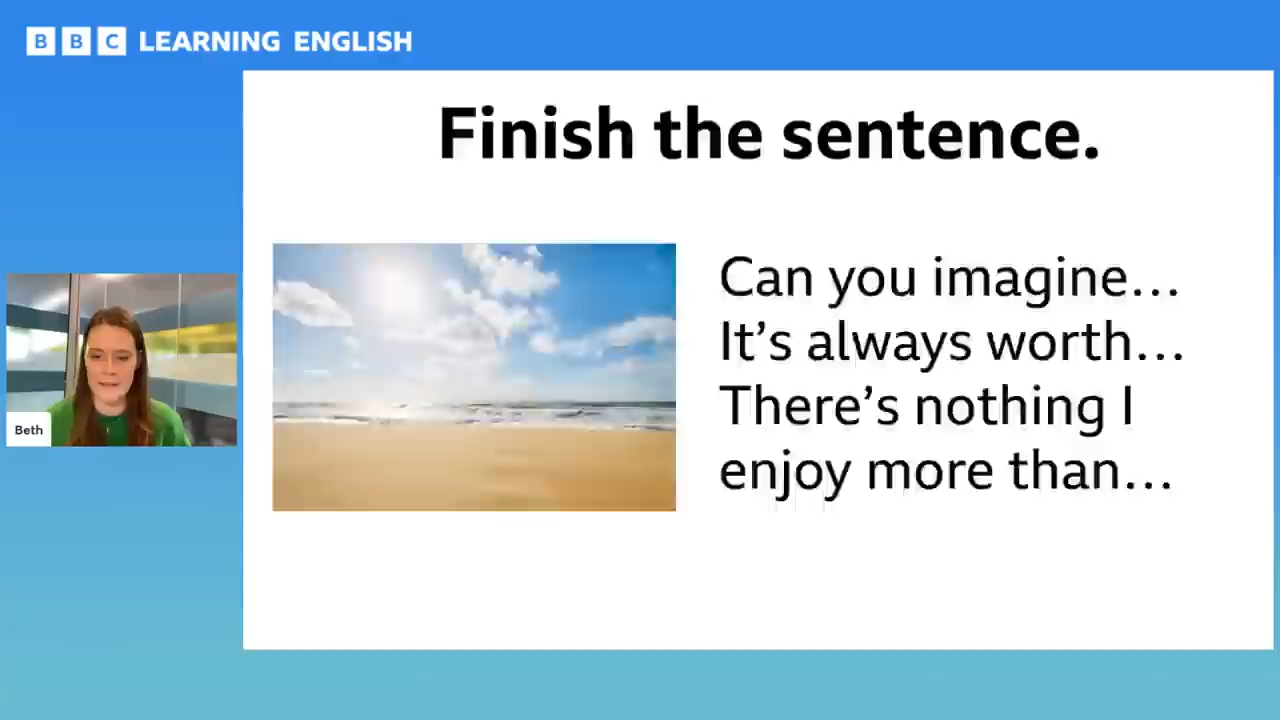 BBC LEARNING ENGLISH
Finish the sentence.
Can you imagine…
It’s always worth…
There’s nothing I
enjoy more than…
Beth